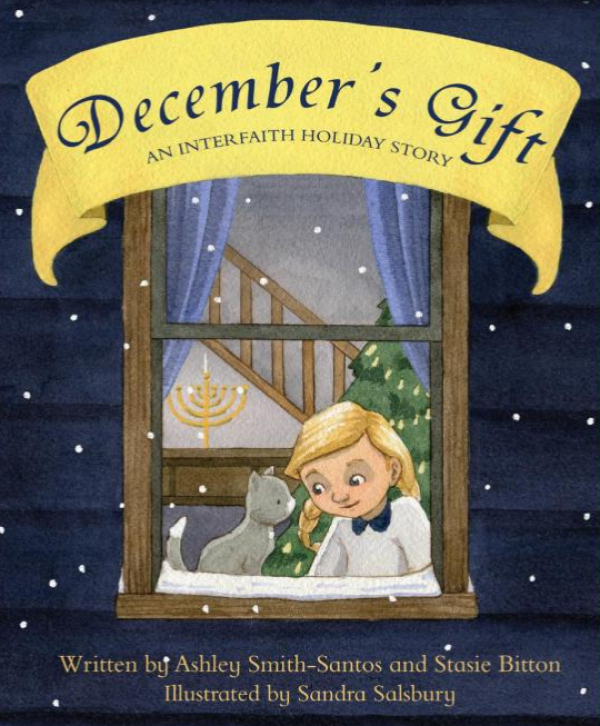 December's Gift
AN INTERFAITH HOLIDAY STORY
Written by Ashley Smith-Santos and Stasie Bitton
Illustrated by Sandra Salsbury